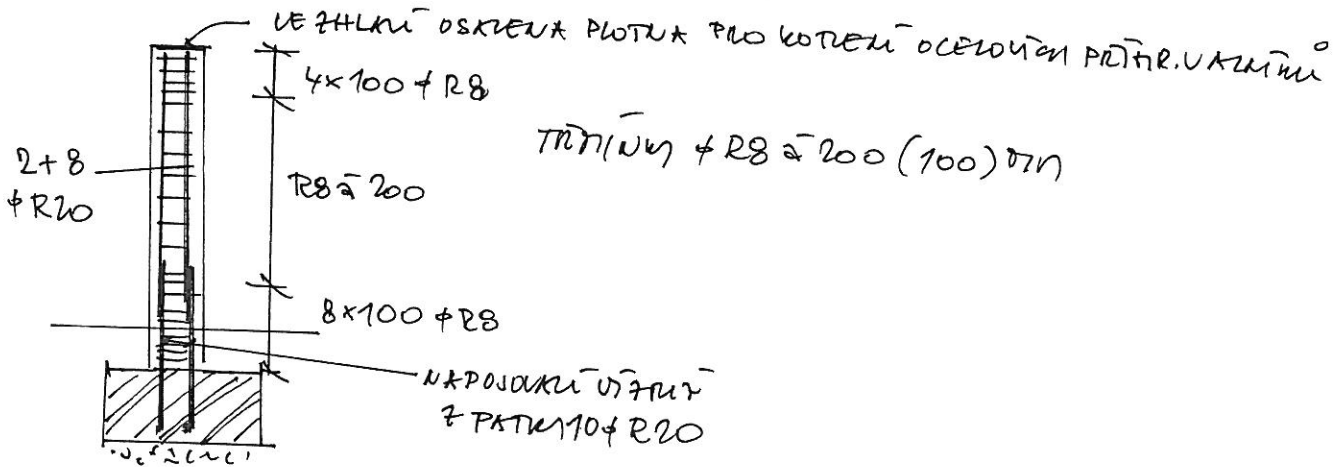 VE ZHLAVÍ OSAZENA PLOTNA PRO KOTVENÍ OCELOVÝCH PŘÍHR. VAZNÍKŮ
4×100 ϕ R8
TŘMÍNKY ϕ R8 à 200 (100) mm
2+8
ϕ R20
R8 à 200
8×100 ϕ R8
NAPOJOVACÍ VÝZTUŽ
Z PATKY 10 ϕ R20